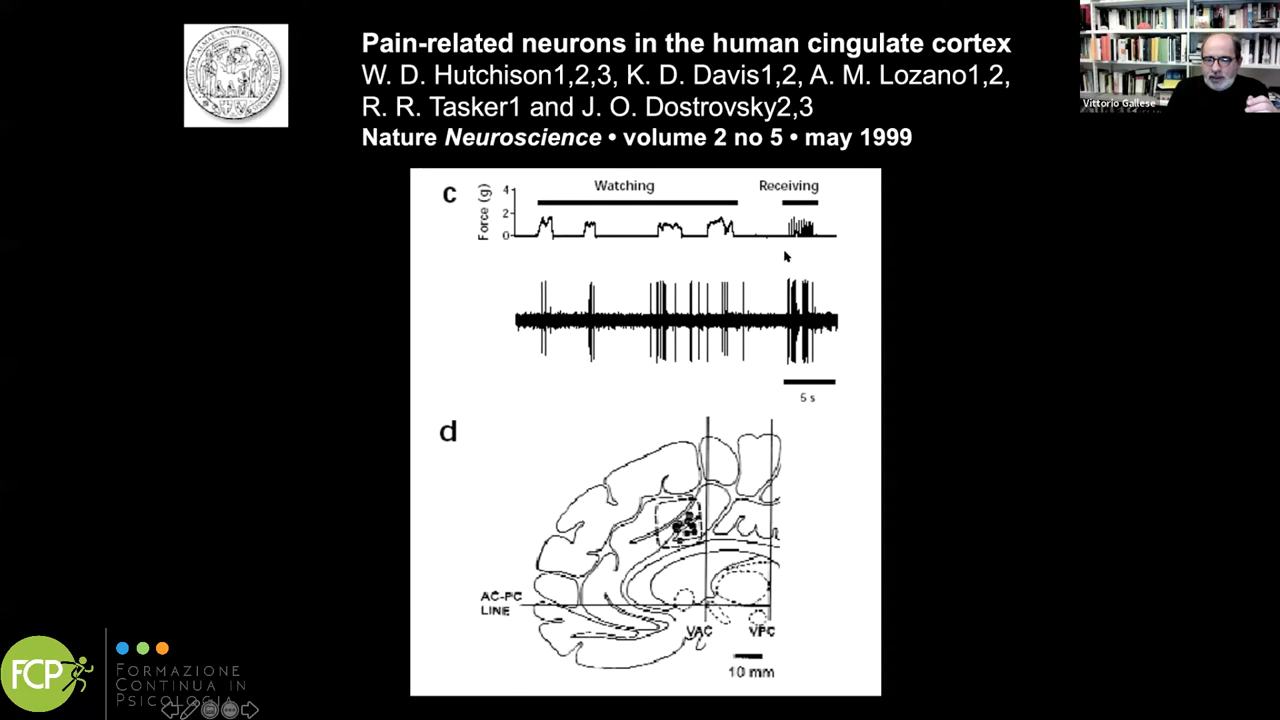 Pain-related neurons in the human cingulate cortex
W. D. Hutchison1,2,3, K. D. Davis1,2, A. M. Lozano1,2,
R. R. Tasker1 and J. O. Dostrovsky2,3
Nature Neuroscience • volume 2 no 5 • may 1999
Vittorio Gallese
c
Force (g)
4
2
0
Watching
Receiving
5 s
d
AC-PC
LINE
VAC
VPC
10 mm
FCP
FORMAZIONE
CONTINUA IN
PSICOLOGIA